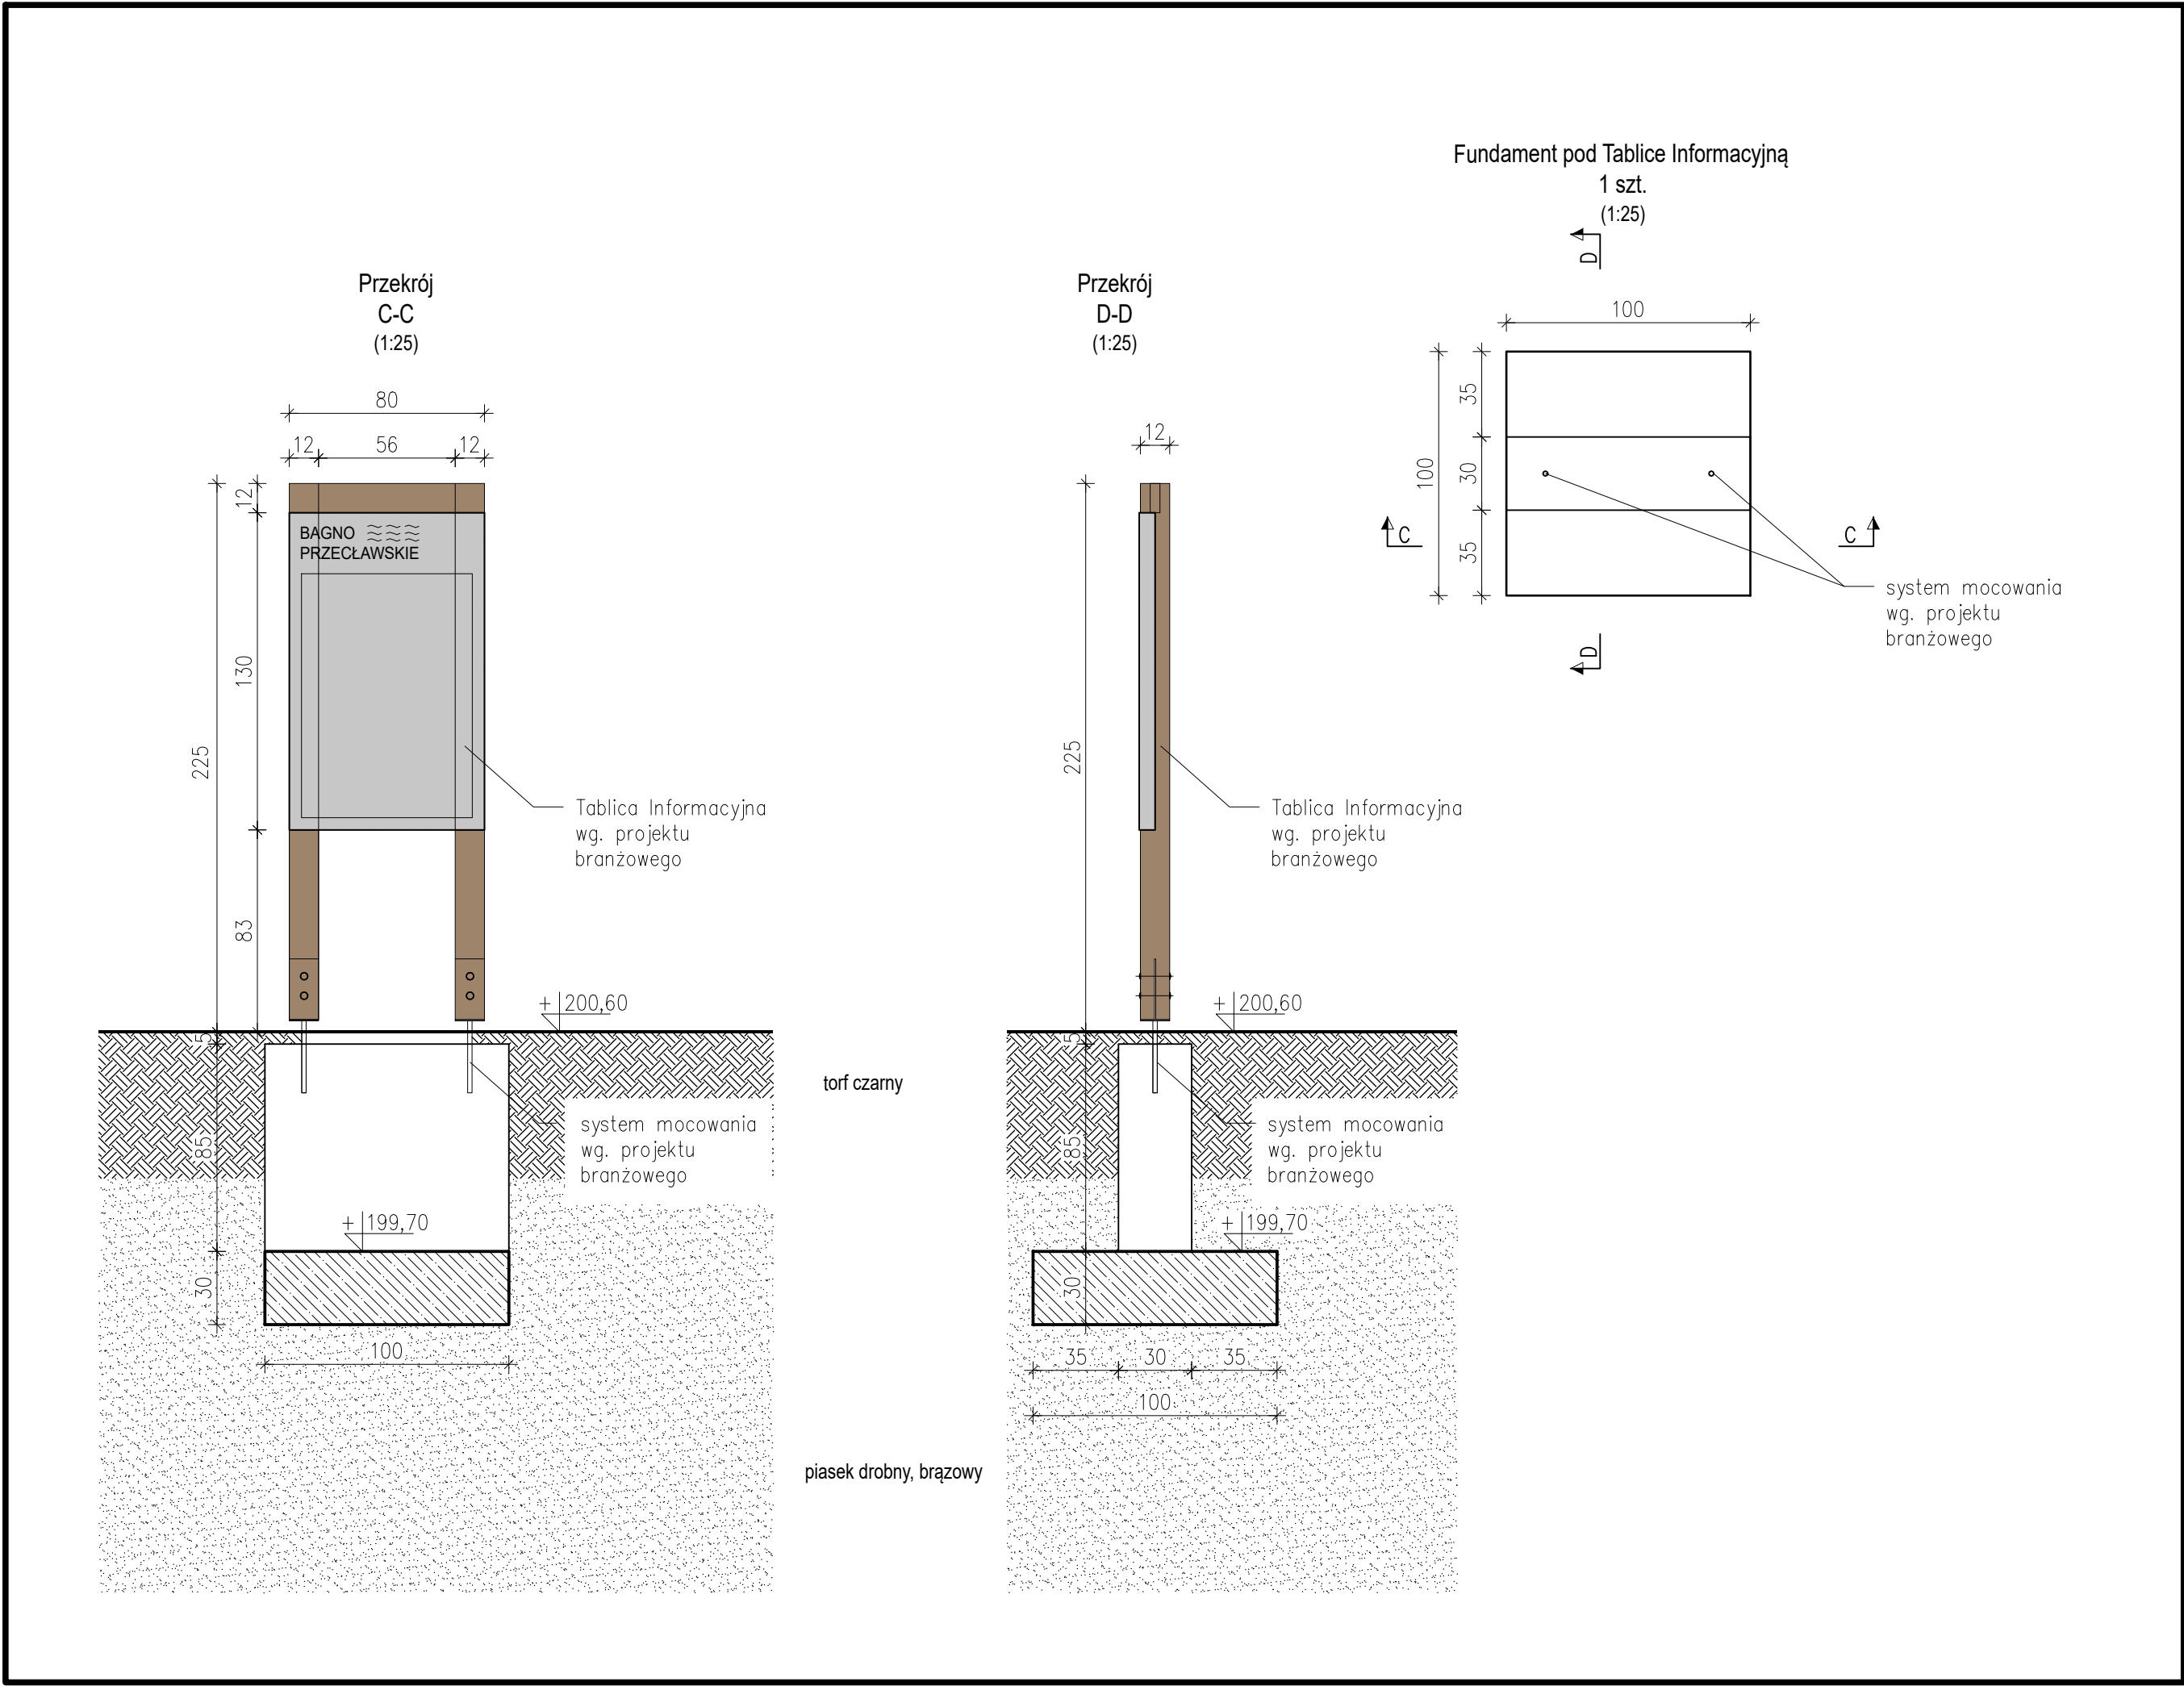 Fundament pod Tablice Informacyjną
1 szt.
(1:25)
D
100
35
30
35
100
C
C
D
system mocowania
wg. projektu
branżowego
Przekrój
C-C
(1:25)
80
12
56
12
12
130
225
83
BAGNO
PRZECŁAWSKIE
Tablica Informacyjna
wg. projektu
branżowego
+ 200,60
5
85
system mocowania
wg. projektu
branżowego
+ 199,70
30
100
torf czarny
piasek drobny, brązowy
Przekrój
D-D
(1:25)
12
225
Tablica Informacyjna
wg. projektu
branżowego
+ 200,60
5
85
system mocowania
wg. projektu
branżowego
+ 199,70
30
35
30
35
100